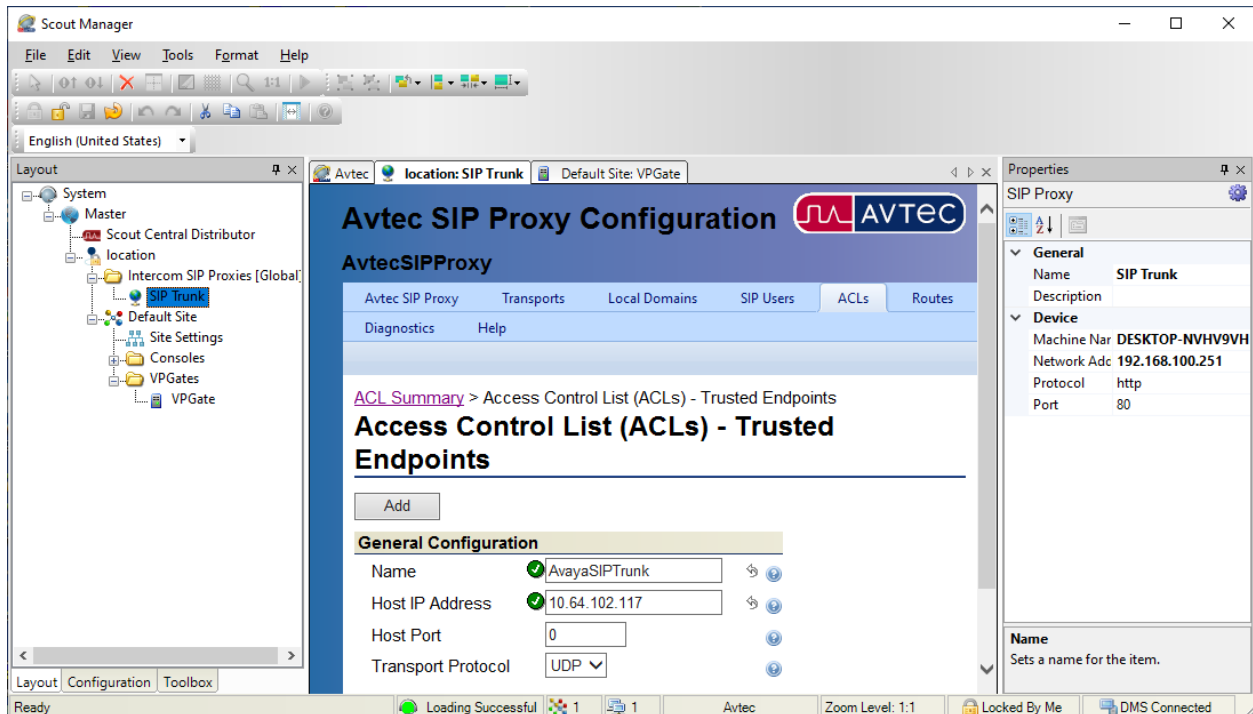 Scout Manager
File Edit View Tools Format Help
1:1
English (United States)
Layout
System
Master
Scout Central Distributor
location
Intercom SIP Proxies [Global]
SIP Trunk
Default Site
Site Settings
Consoles
VPGates
VPGate
Layout Configuration Toolbox
Avtec location: SIP Trunk Default Site: VPGate
Avtec SIP Proxy Configuration AVTEC
AvtecSIPProxy
Avtec SIP Proxy Transports Local Domains SIP Users ACLs Routes
Diagnostics Help
ACL Summary > Access Control List (ACLs) - Trusted Endpoints
Access Control List (ACLs) - Trusted
Endpoints
Add
General Configuration
Name AvayaSIPTrunk
Host IP Address 10.64.102.117
Host Port 0
Transport Protocol UDP
Properties
SIP Proxy
General
Name SIP Trunk
Description
Device
Machine Nar DESKTOP-NVHV9VH
Network Adc 192.168.100.251
Protocol http
Port 80
Name
Sets a name for the item.
Ready Loading Successful 1 1 Avtec Zoom Level: 1:1 Locked By Me DMS Connected